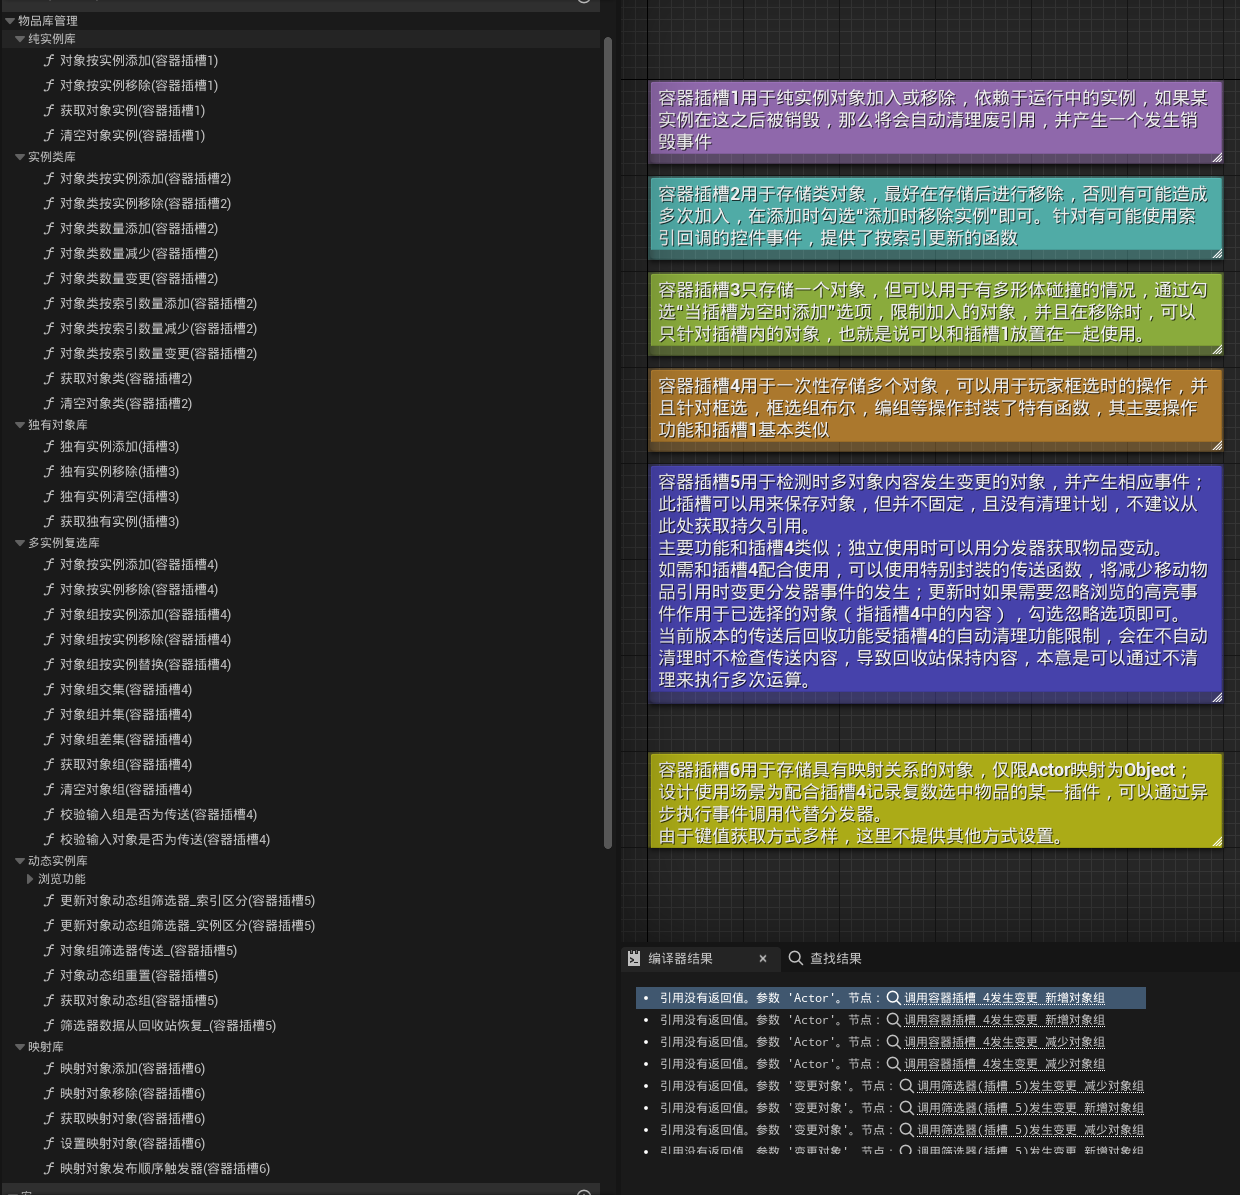 物品库管理
纯实例库
对象按实例添加(容器插槽1)
对象按实例移除(容器插槽1)
获取对象实例(容器插槽1)
清空对象实例(容器插槽1)
实例类库
对象类按实例添加(容器插槽2)
对象类按实例移除(容器插槽2)
对象类数量添加(容器插槽2)
对象类数量减少(容器插槽2)
对象类数量变更(容器插槽2)
对象类按索引数量添加(容器插槽2)
对象类按索引数量减少(容器插槽2)
对象类按索引数量变更(容器插槽2)
获取对象类(容器插槽2)
清空对象类(容器插槽2)
独有对象库
独有实例添加(插槽3)
独有实例移除(插槽3)
独有实例清空(插槽3)
获取独有实例(插槽3)
多实例复选库
对象按实例添加(容器插槽4)
对象按实例移除(容器插槽4)
对象组按实例添加(容器插槽4)
对象组按实例移除(容器插槽4)
对象组按实例替换(容器插槽4)
对象组交集(容器插槽4)
对象组并集(容器插槽4)
对象组差集(容器插槽4)
获取对象组(容器插槽4)
清空对象组(容器插槽4)
校验输入组是否为传送(容器插槽4)
校验输入对象是否为传送(容器插槽4)
动态实例库
浏览功能
更新对象动态组筛选器_索引区分(容器插槽5)
更新对象动态组筛选器_实例区分(容器插槽5)
对象组筛选器传送_(容器插槽5)
对象动态组重置(容器插槽5)
获取对象动态组(容器插槽5)
筛选器数据从回收站恢复_(容器插槽5)
映射库
映射对象添加(容器插槽6)
映射对象移除(容器插槽6)
获取映射对象(容器插槽6)
设置映射对象(容器插槽6)
映射对象发布顺序触发器(容器插槽6)
容器插槽1用于纯实例对象加入或移除，依赖于运行中的实例，如果某
实例在这之后被销毁，那么将会自动清理废引用，并产生一个发生销
毁事件
容器插槽2用于存储类对象，最好在存储后进行移除，否则有可能造成
多次加入，在添加时勾选"添加时移除实例"即可。针对有可能使用索
引回调的控件事件，提供了按索引更新的函数
容器插槽3只存储一个对象，但可以用于有多形体碰撞的情况，通过勾
选"当插槽为空时添加"选项，限制加入的对象，并且在移除时，可以
只针对插槽内的对象，也就是说可以和插槽1放置在一起使用。
容器插槽4用于一次性存储多个对象，可以用于玩家框选时的操作，并
且针对框选，框选组布尔，编组等操作封装了特有函数，其主要操作
功能和插槽1基本类似
容器插槽5用于检测时多对象内容发生变更的对象，并产生相应事件；
此插槽可以用来保存对象，但并不固定，且没有清理计划，不建议从
此处获取持久引用。
主要功能和插槽4类似；独立使用时可以用分发器获取物品变动。
如需和插槽4配合使用，可以使用特别封装的传送函数，将减少移动物
品引用时变更分发器事件的发生；更新时如果需要忽略浏览的高亮事
件作用于已选择的对象（指插槽4中的内容），勾选忽略选项即可。
当前版本的传送后回收功能受插槽4的自动清理功能限制，会在不自动
清理时不检查传送内容，导致回收站保持内容，本意是可以通过不清
理来执行多次运算。
容器插槽6用于存储具有映射关系的对象，仅限Actor映射为Object；
设计使用场景为配合插槽4记录复数选中物品的某一插件，可以通过异
步执行事件调用代替分发器。
由于键值获取方式多样，这里不提供其他方式设置。
编译器结果 × 查找结果
• 引用没有返回值。参数 'Actor'。节点： 调用容器插槽 4发生变更 新增对象组
• 引用没有返回值。参数 'Actor'。节点： 调用容器插槽 4发生变更 新增对象组
• 引用没有返回值。参数 'Actor'。节点： 调用容器插槽 4发生变更 减少对象组
• 引用没有返回值。参数 'Actor'。节点： 调用容器插槽 4发生变更 减少对象组
• 引用没有返回值。参数 '变更对象'。节点： 调用筛选器(插槽 5)发生变更 减少对象组
• 引用没有返回值。参数 '变更对象'。节点： 调用筛选器(插槽 5)发生变更 新增对象组
• 引用没有返回值。参数 '变更对象'。节点： 调用筛选器(插槽 5)发生变更 减少对象组
• 引用没有返回值。参数 '变更对象'。节点： 调用筛选器(插槽 5)发生变更 新增对象组